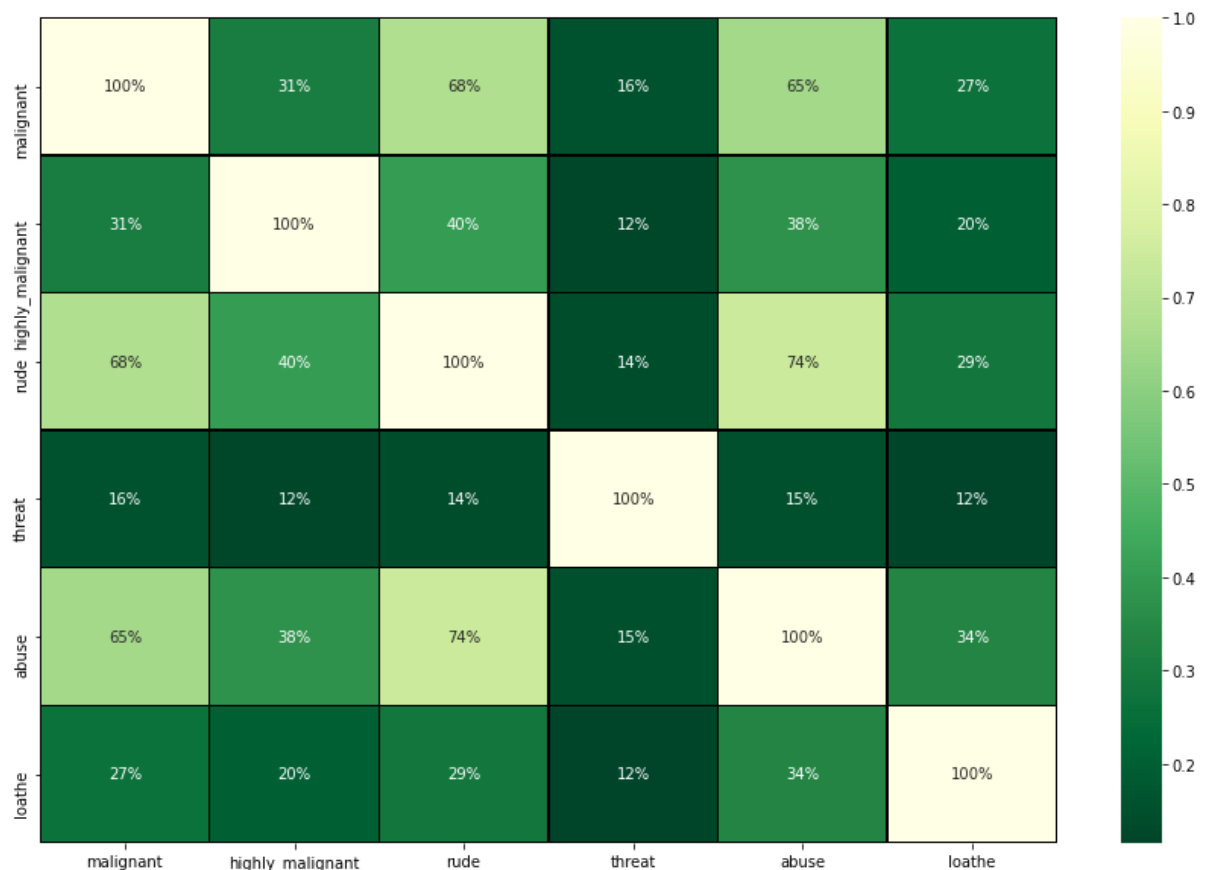 malignant 100% 31% 68% 16% 65% 27%
highly_malignant 31% 100% 40% 12% 38% 20%
rude 68% 40% 100% 14% 74% 29%
threat 16% 12% 14% 100% 15% 12%
abuse 65% 38% 74% 15% 100% 34%
loathe 27% 20% 29% 12% 34% 100%
malignant highly_malignant rude threat abuse loathe
1.0
0.9
0.8
0.7
0.6
0.5
0.4
0.3
0.2